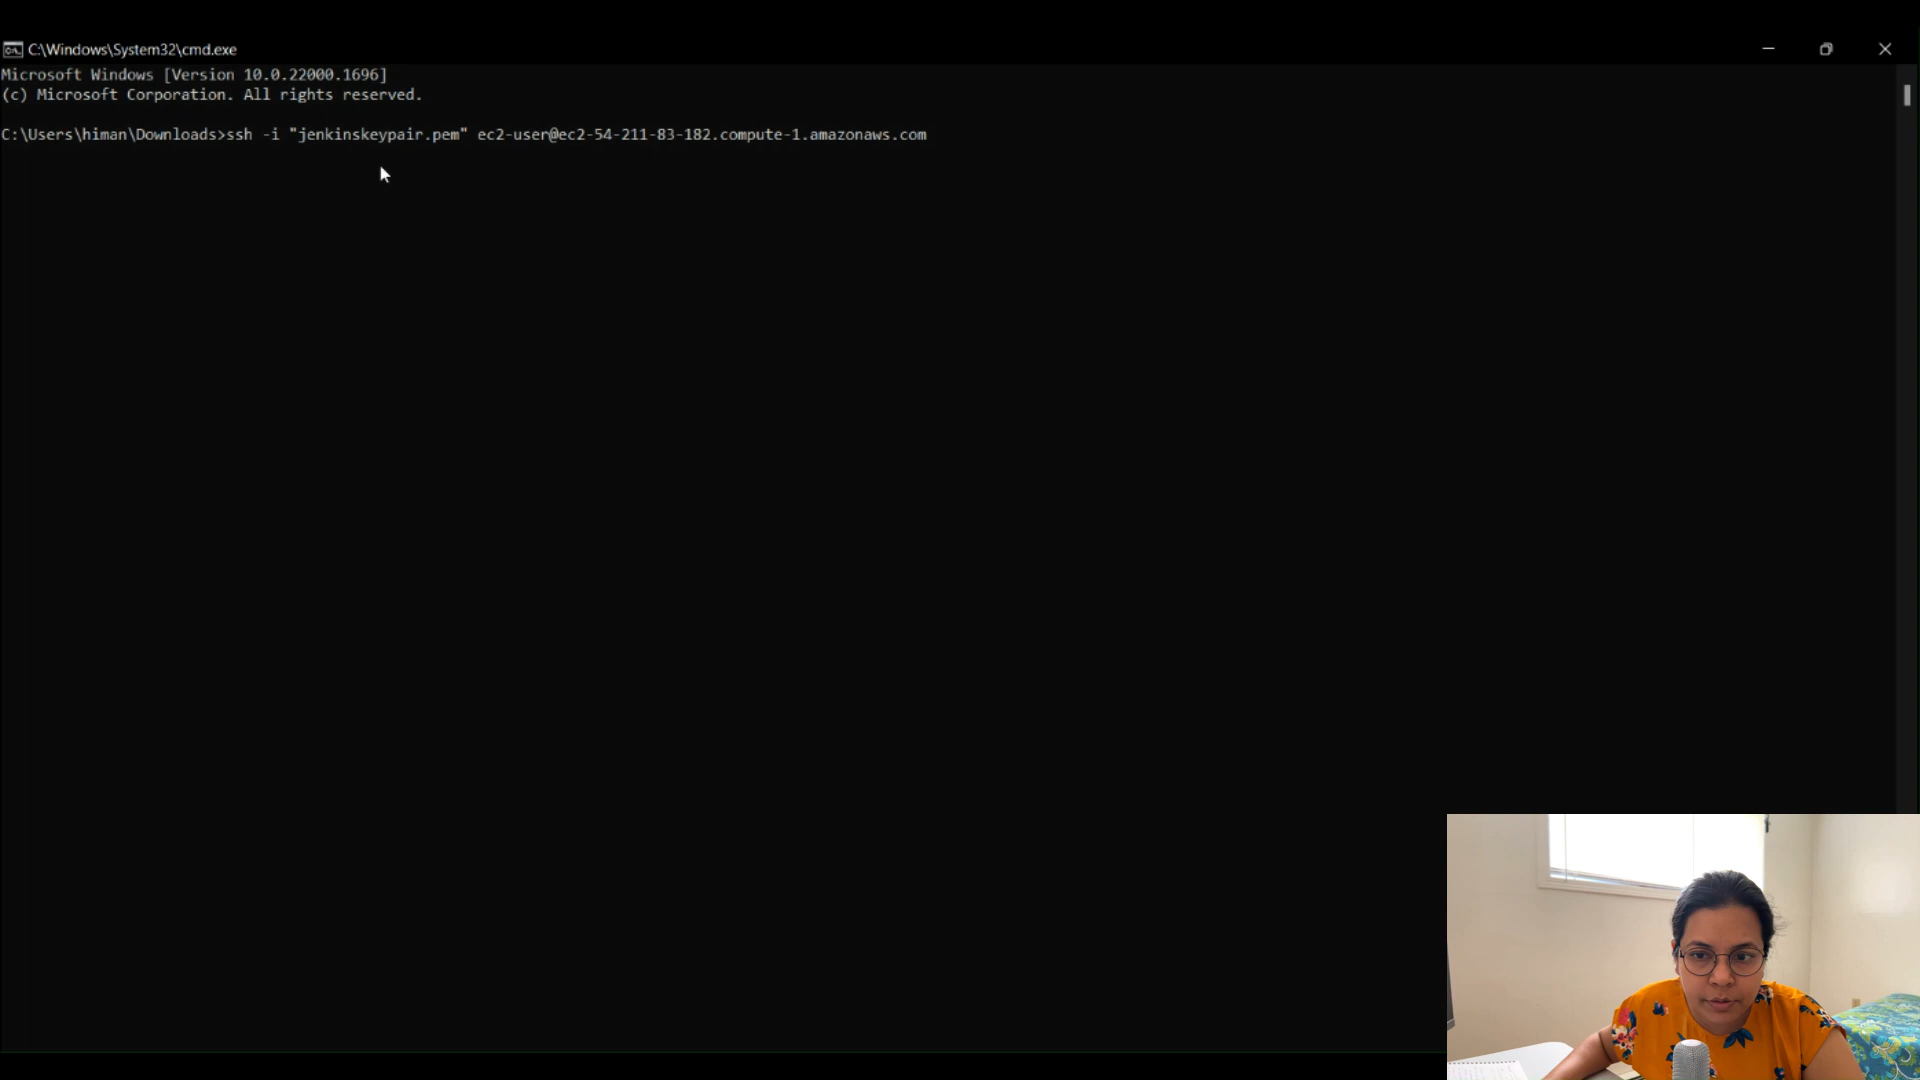 C:\Windows\System32\cmd.exe
Microsoft Windows [Version 10.0.22000.1696]
(c) Microsoft Corporation. All rights reserved.
C:\Users\himan\Downloads>ssh -i "jenkinskeypair.pem" ec2-user@ec2-54-211-83-182.compute-1.amazonaws.com